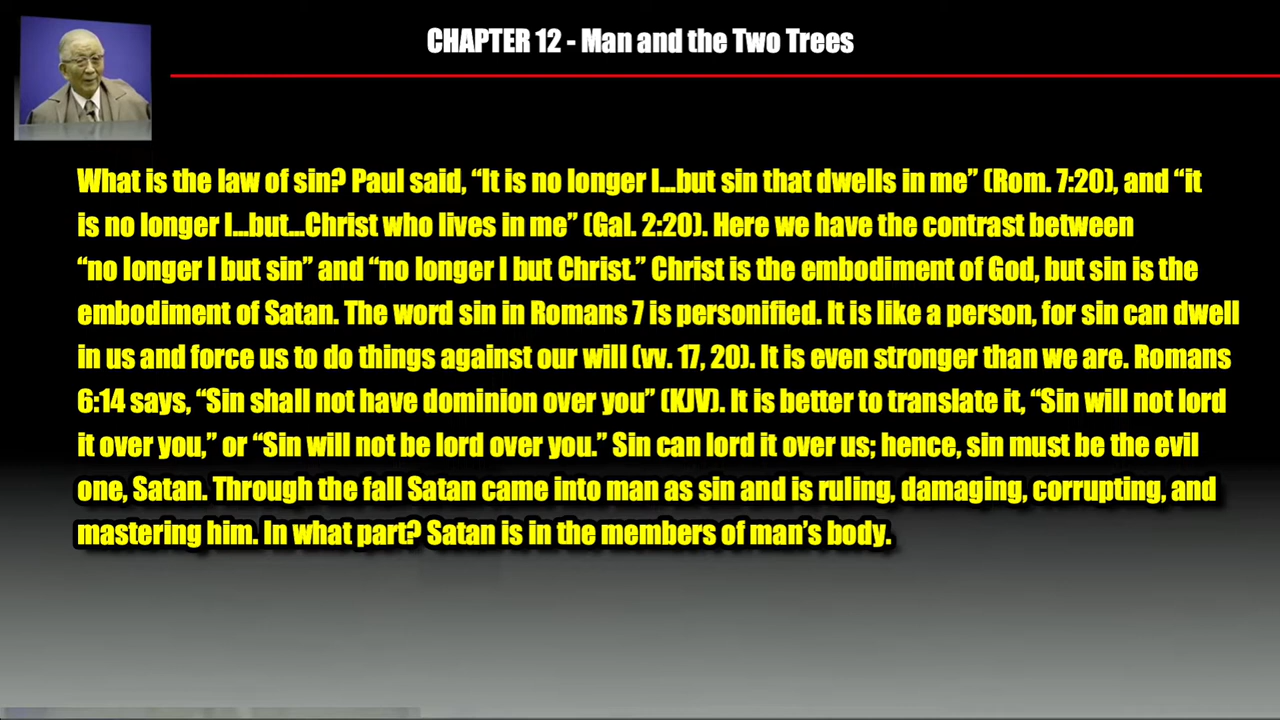 CHAPTER 12 - Man and the Two Trees
What is the law of sin? Paul said, “It is no longer I...but sin that dwells in me” (Rom. 7:20), and “it
is no longer I...but...Christ who lives in me” (Gal. 2:20). Here we have the contrast between
“no longer I but sin” and “no longer I but Christ.” Christ is the embodiment of God, but sin is the
embodiment of Satan. The word sin in Romans 7 is personified. It is like a person, for sin can dwell
in us and force us to do things against our will (vv. 17, 20). It is even stronger than we are. Romans
6:14 says, “Sin shall not have dominion over you” (KJV). It is better to translate it, “Sin will not lord
it over you,” or “Sin will not be lord over you.” Sin can lord it over us; hence, sin must be the evil
one, Satan. Through the fall Satan came into man as sin and is ruling, damaging, corrupting, and
mastering him. In what part? Satan is in the members of man’s body.